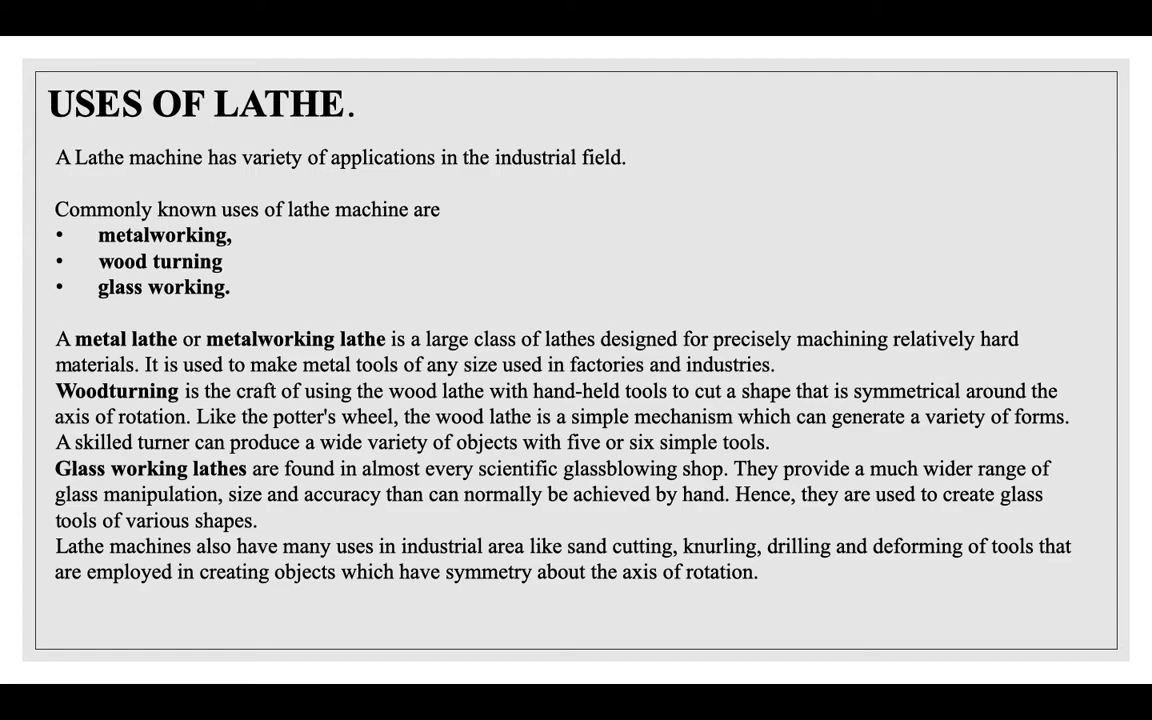 USES OF LATHE.
A Lathe machine has variety of applications in the industrial field.
Commonly known uses of lathe machine are
• metalworking,
• wood turning
• glass working.
A metal lathe or metalworking lathe is a large class of lathes designed for precisely machining relatively hard
materials. It is used to make metal tools of any size used in factories and industries.
Woodturning is the craft of using the wood lathe with hand-held tools to cut a shape that is symmetrical around the
axis of rotation. Like the potter's wheel, the wood lathe is a simple mechanism which can generate a variety of forms.
A skilled turner can produce a wide variety of objects with five or six simple tools.
Glass working lathes are found in almost every scientific glassblowing shop. They provide a much wider range of
glass manipulation, size and accuracy than can normally be achieved by hand. Hence, they are used to create glass
tools of various shapes.
Lathe machines also have many uses in industrial area like sand cutting, knurling, drilling and deforming of tools that
are employed in creating objects which have symmetry about the axis of rotation.